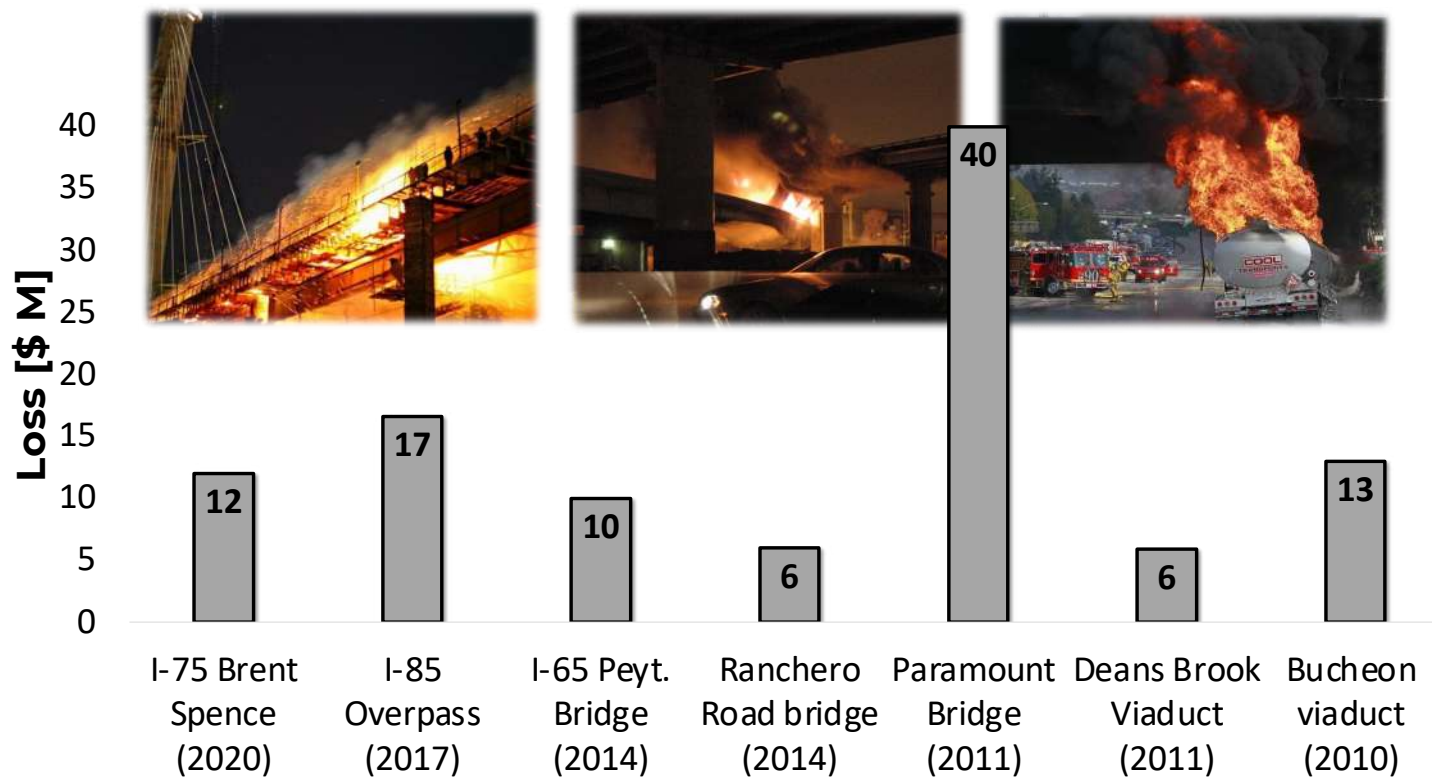 Loss [$ M]
40
35
30
25
20
15
10
5
0
12
17
10
6
40
6
13
COOL
I-75 Brent
Spence
(2020)
I-85
Overpass
(2017)
I-65 Peyt.
Bridge
(2014)
Ranchero
Road bridge
(2014)
Paramount
Bridge
(2011)
Deans Brook
Viaduct
(2011)
Bucheon
viaduct
(2010)